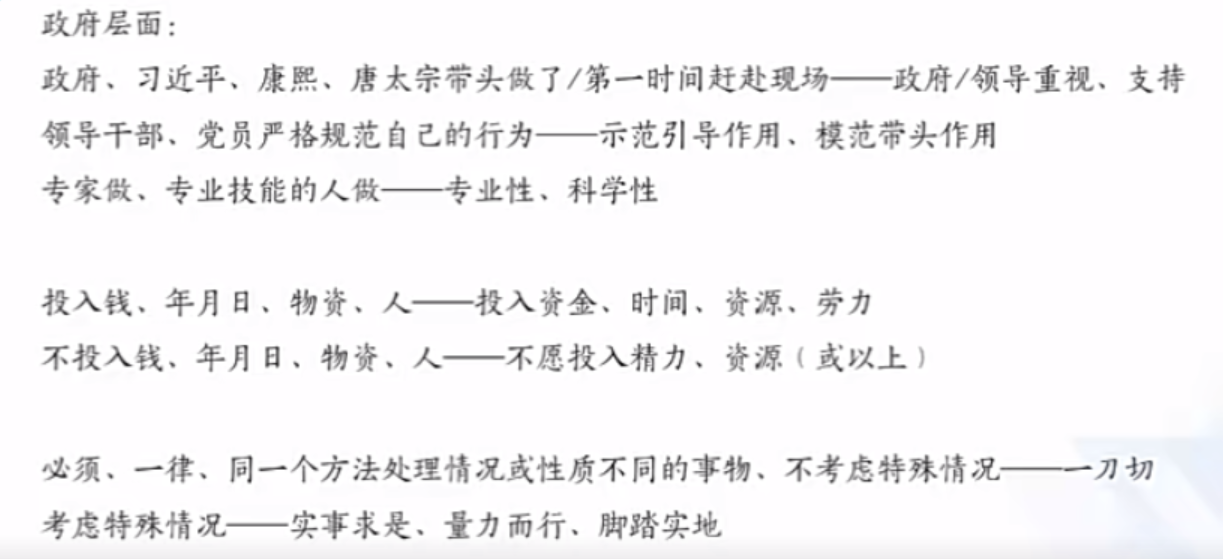 政府层面：
政府、习近平、康熙、唐太宗带头做了/第一时间赶赴现场——政府/领导重视、支持
领导干部、党员严格规范自己的行为——示范引导作用、模范带头作用
专家做、专业技能的人做——专业性、科学性
投入钱、年月日、物资、人——投入资金、时间、资源、劳力
不投入钱、年月日、物资、人——不愿投入精力、资源（或以上）
必须、一律、同一个方法处理情况或性质不同的事物、不考虑特殊情况——一刀切
考虑特殊情况——实事求是、量力而行、脚踏实地